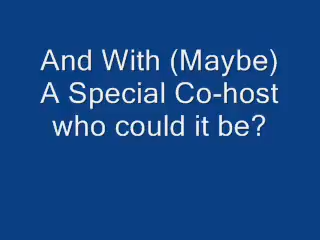 And With (Maybe)
A Special Co-host
who could it be?